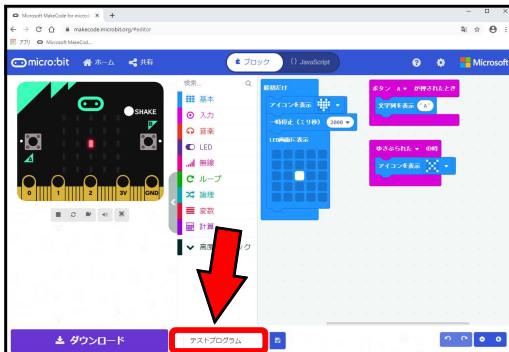 Microsoft MakeCode for micro:b
makecode.microbit.org/#editor
アプリ Microsoft MakeCod...
micro:bit
ホーム
共有
ブロック
{} JavaScript
Microsoft
SHAKE
0 1 2 3V GND
検索...
基本
入力
音楽
LED
無線
ループ
論理
変数
計算
高度
ク
最初だけ
アイコンを表示
一時停止（ミリ秒） 2000
LED画面に表示
ボタン A が押されたとき
文字列を表示 "A"
ゆさぶられた の時
アイコンを表示
ダウンロード
テストプログラム